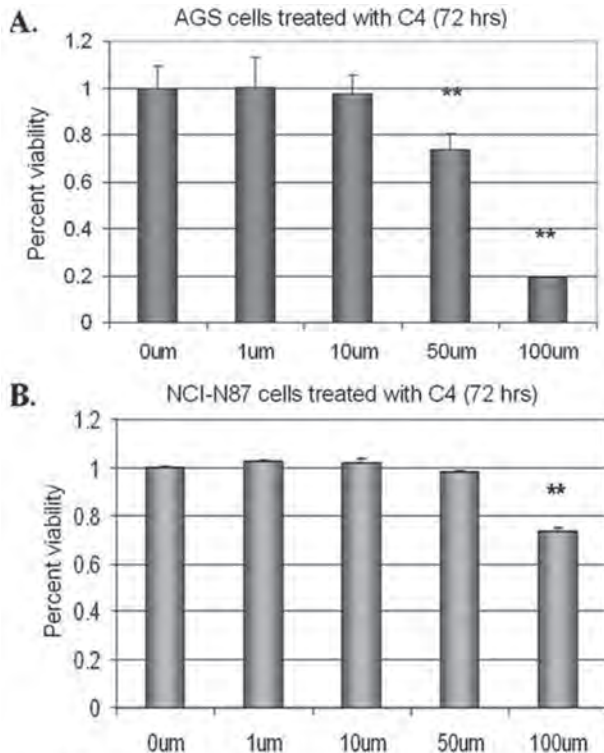 A.
AGS cells treated with C4 (72 hrs)
Percent viability
1.2
1
0.8
0.6
0.4
0.2
0
**
**
0um 1um 10um 50um 100um
B.
NCI-N87 cells treated with C4 (72 hrs)
Percent viability
1.2
1
0.8
0.6
0.4
0.2
0
**
0um 1um 10um 50um 100um